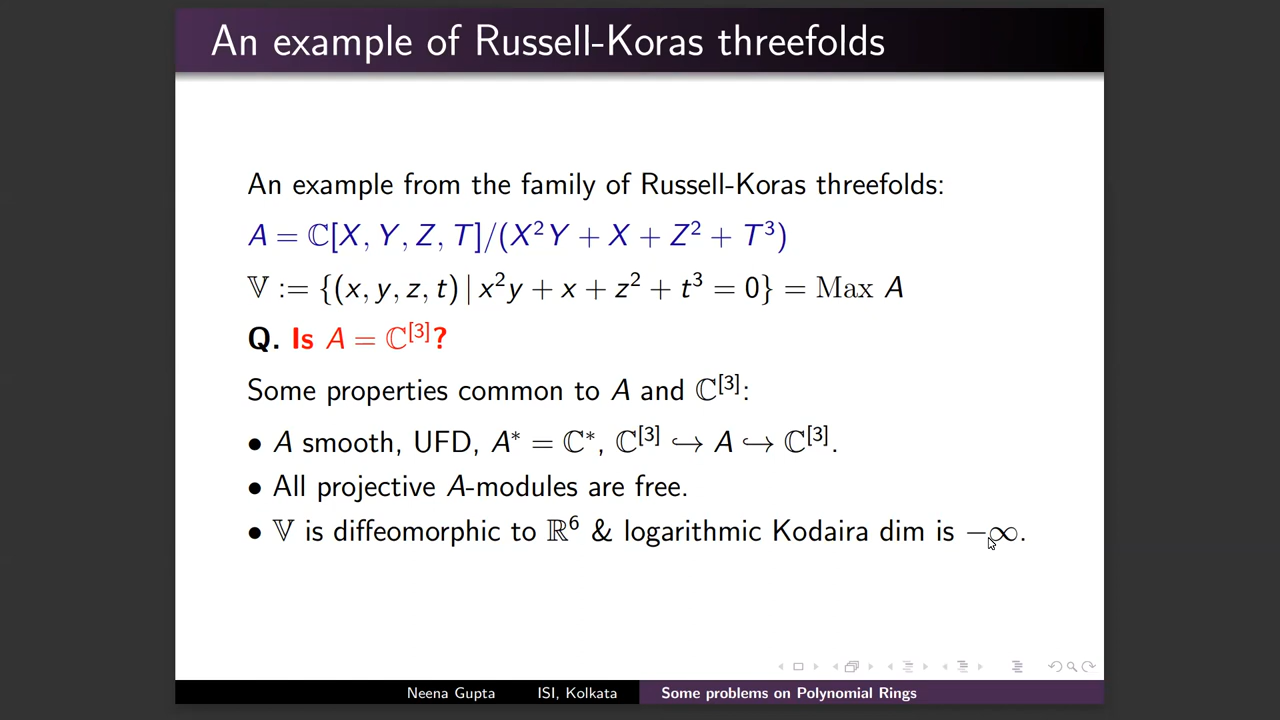 An example of Russell-Koras threefolds
An example from the family of Russell-Koras threefolds:
A = ℂ[X, Y, Z, T]/(X²Y + X + Z² + T³)
𝕍 := {(x, y, z, t) | x²y + x + z² + t³ = 0} = Max A
Q. Is A = ℂ^[3]?
Some properties common to A and ℂ^[3]:
• A smooth, UFD, A* = ℂ*, ℂ^[3] ↪ A ↪ ℂ^[3].
• All projective A-modules are free.
• 𝕍 is diffeomorphic to ℝ⁶ & logarithmic Kodaira dim is −∞.
Neena Gupta ISI, Kolkata Some problems on Polynomial Rings